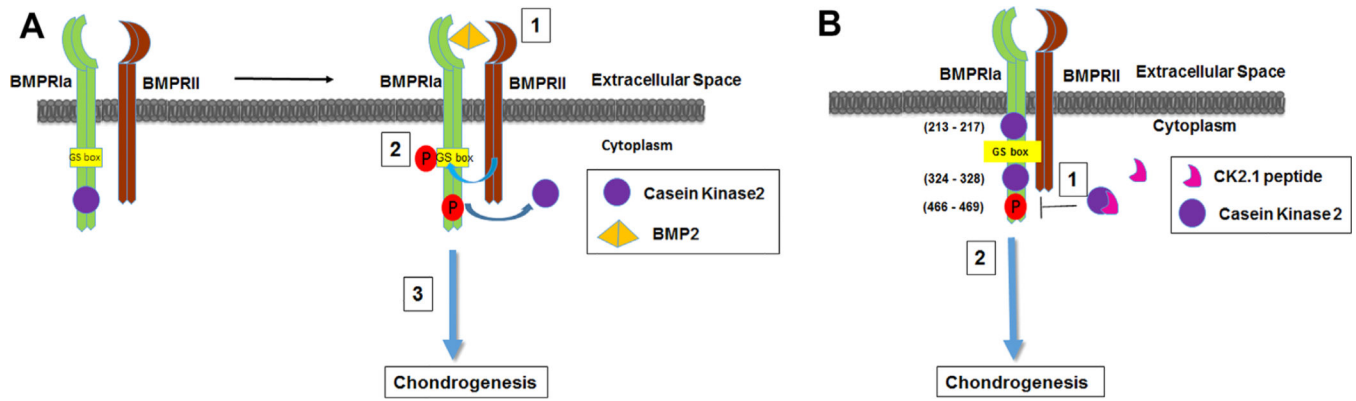 A
1
BMPRIa
BMPRII
BMPRIa
BMPRII
Extracellular Space
2
P
GS box
GS box
Cytoplasm
P
Casein Kinase2
BMP2
3
Chondrogenesis
B
BMPRIa
BMPRII
Extracellular Space
(213 - 217)
Cytoplasm
GS box
(324 - 328)
1
CK2.1 peptide
(466 - 469)
P
Casein Kinase 2
2
Chondrogenesis